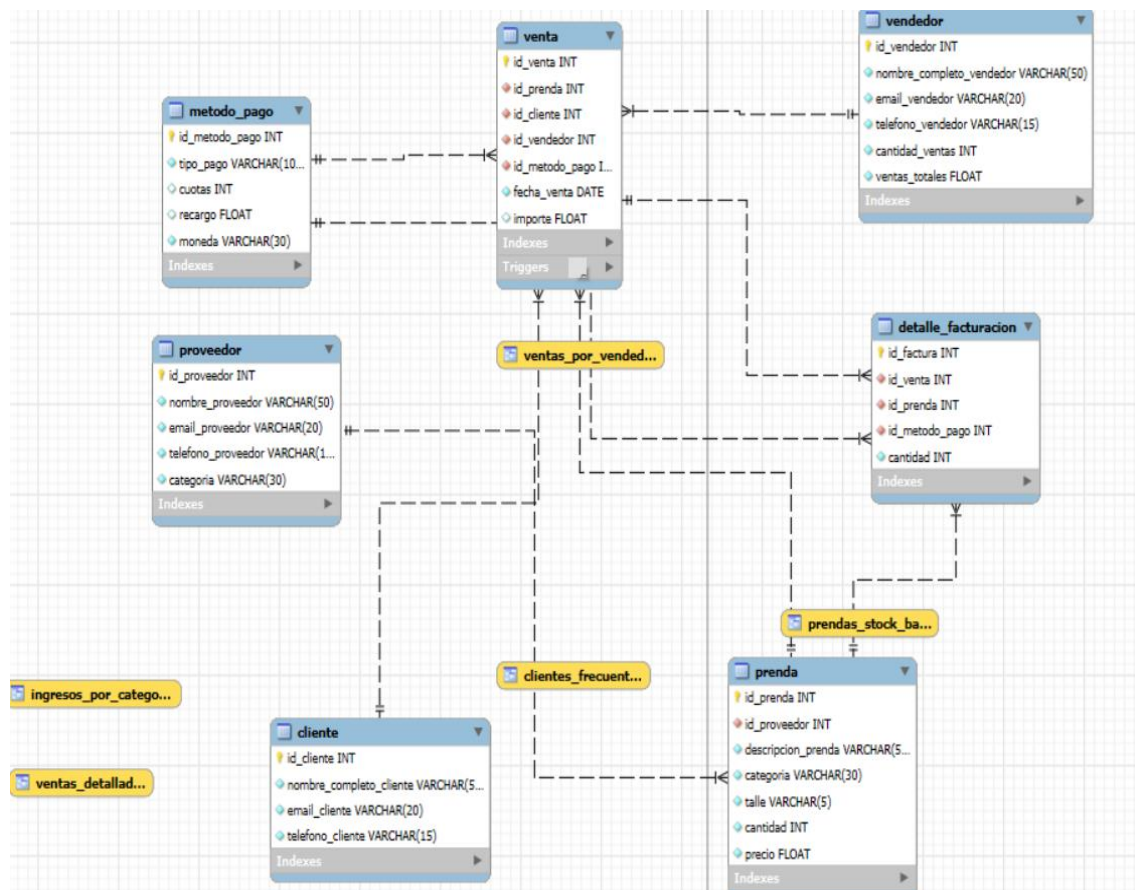 venta
id_venta INT
id_prenda INT
id_cliente INT
id_vendedor INT
id_metodo_pago I...
fecha_venta DATE
importe FLOAT
Indexes
Triggers
vendedor
id_vendedor INT
nombre_completo_vendedor VARCHAR(50)
email_vendedor VARCHAR(20)
telefono_vendedor VARCHAR(15)
cantidad_ventas INT
ventas_totales FLOAT
Indexes
metodo_pago
id_metodo_pago INT
tipo_pago VARCHAR(10...
cuotas INT
recargo FLOAT
moneda VARCHAR(30)
Indexes
proveedor
id_proveedor INT
nombre_proveedor VARCHAR(50)
email_proveedor VARCHAR(20)
telefono_proveedor VARCHAR(1...
categoria VARCHAR(30)
Indexes
ventas_por_vended...
detalle_facturacion
id_factura INT
id_venta INT
id_prenda INT
id_metodo_pago INT
cantidad INT
Indexes
prendas_stock_ba...
clientes_frecuent...
ingresos_por_catego...
ventas_detallad...
cliente
id_cliente INT
nombre_completo_cliente VARCHAR(5...
email_cliente VARCHAR(20)
telefono_cliente VARCHAR(15)
Indexes
prenda
id_prenda INT
id_proveedor INT
descripcion_prenda VARCHAR(5...
categoria VARCHAR(30)
talle VARCHAR(5)
cantidad INT
precio FLOAT
Indexes